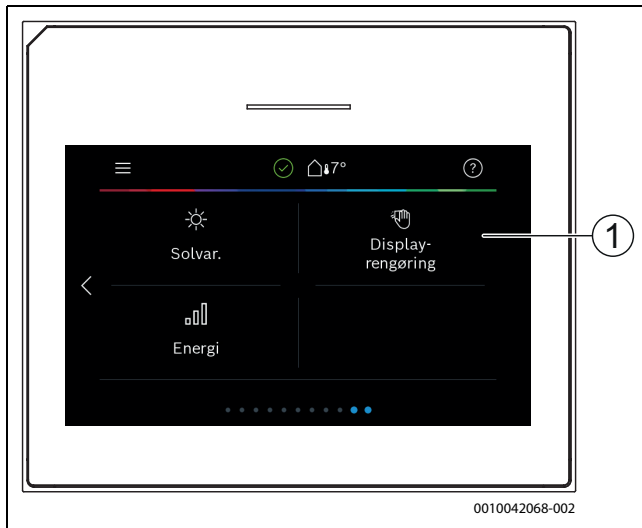 7°
?
Solvar.
Display-
rengøring
1
Energi
0010042068-002